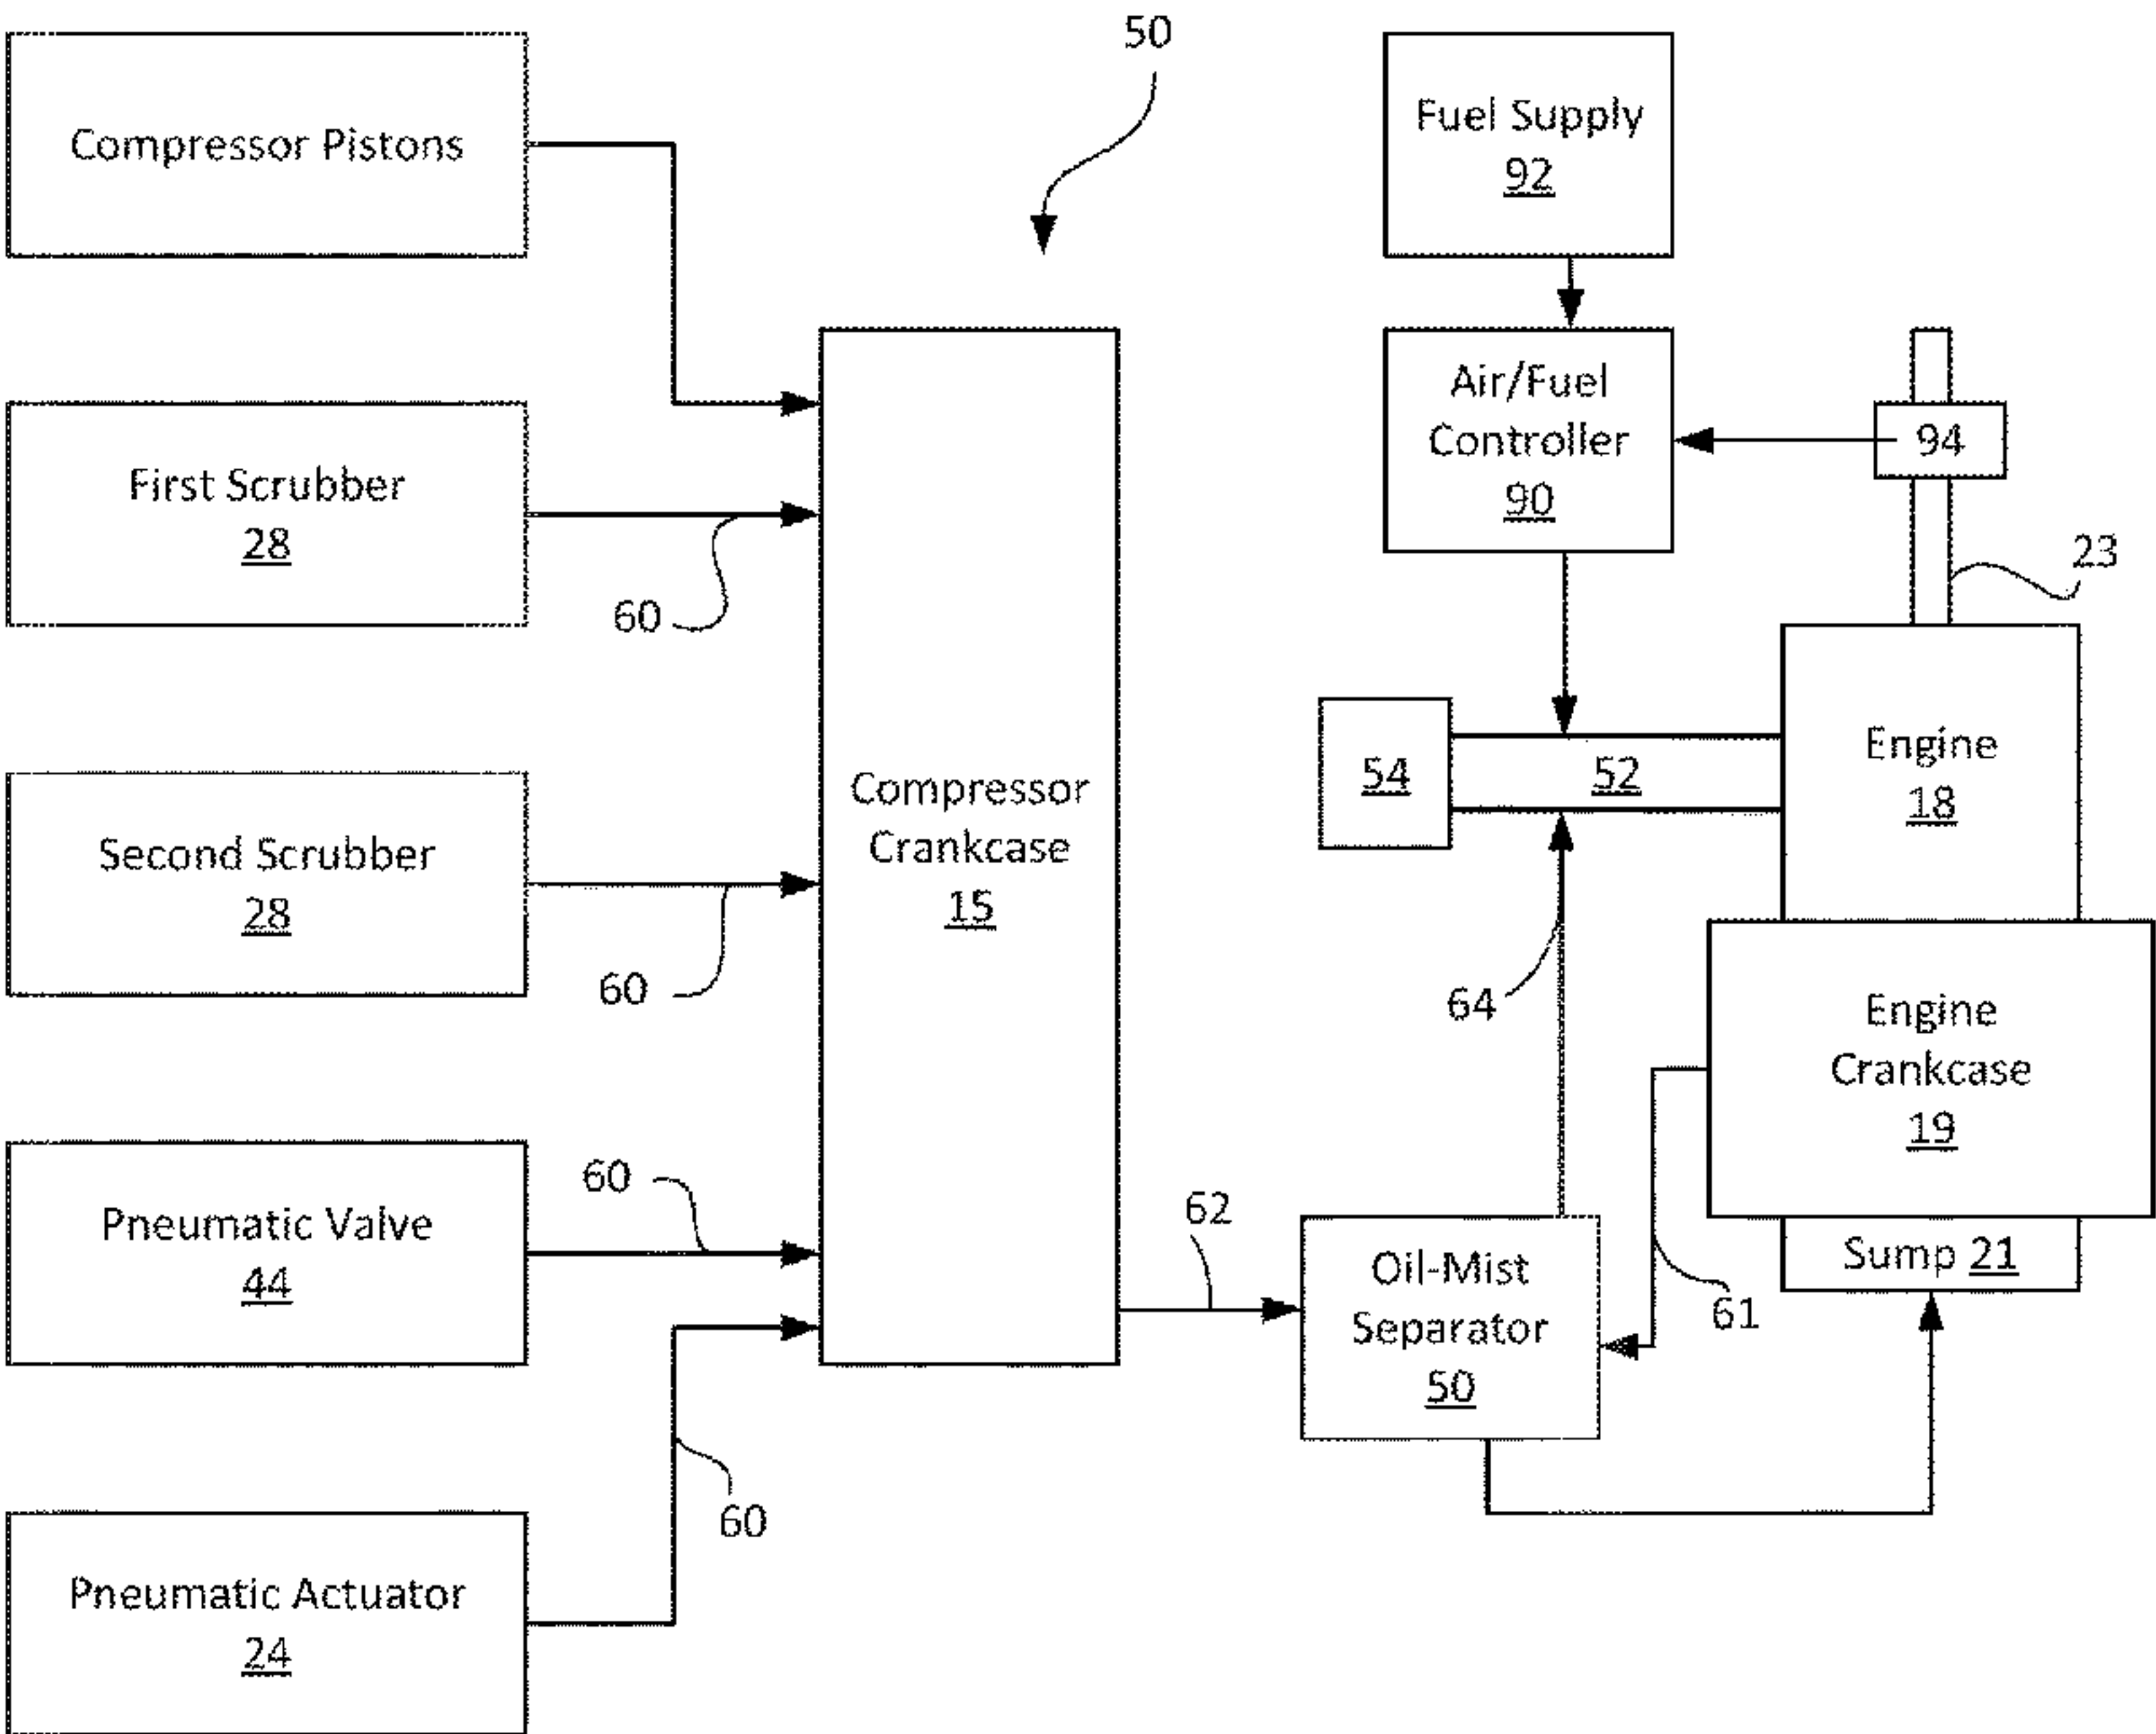 50
Compressor Pistons
Fuel Supply
92
First Scrubber
28
60
Air/Fuel
Controller
90
94
23
Second Scrubber
28
60
Compressor
Crankcase
15
54
52
Engine
18
64
Engine
Crankcase
19
Pneumatic Valve
44
60
62
Oil-Mist
Separator
50
61
Sump 21
Pneumatic Actuator
24
60